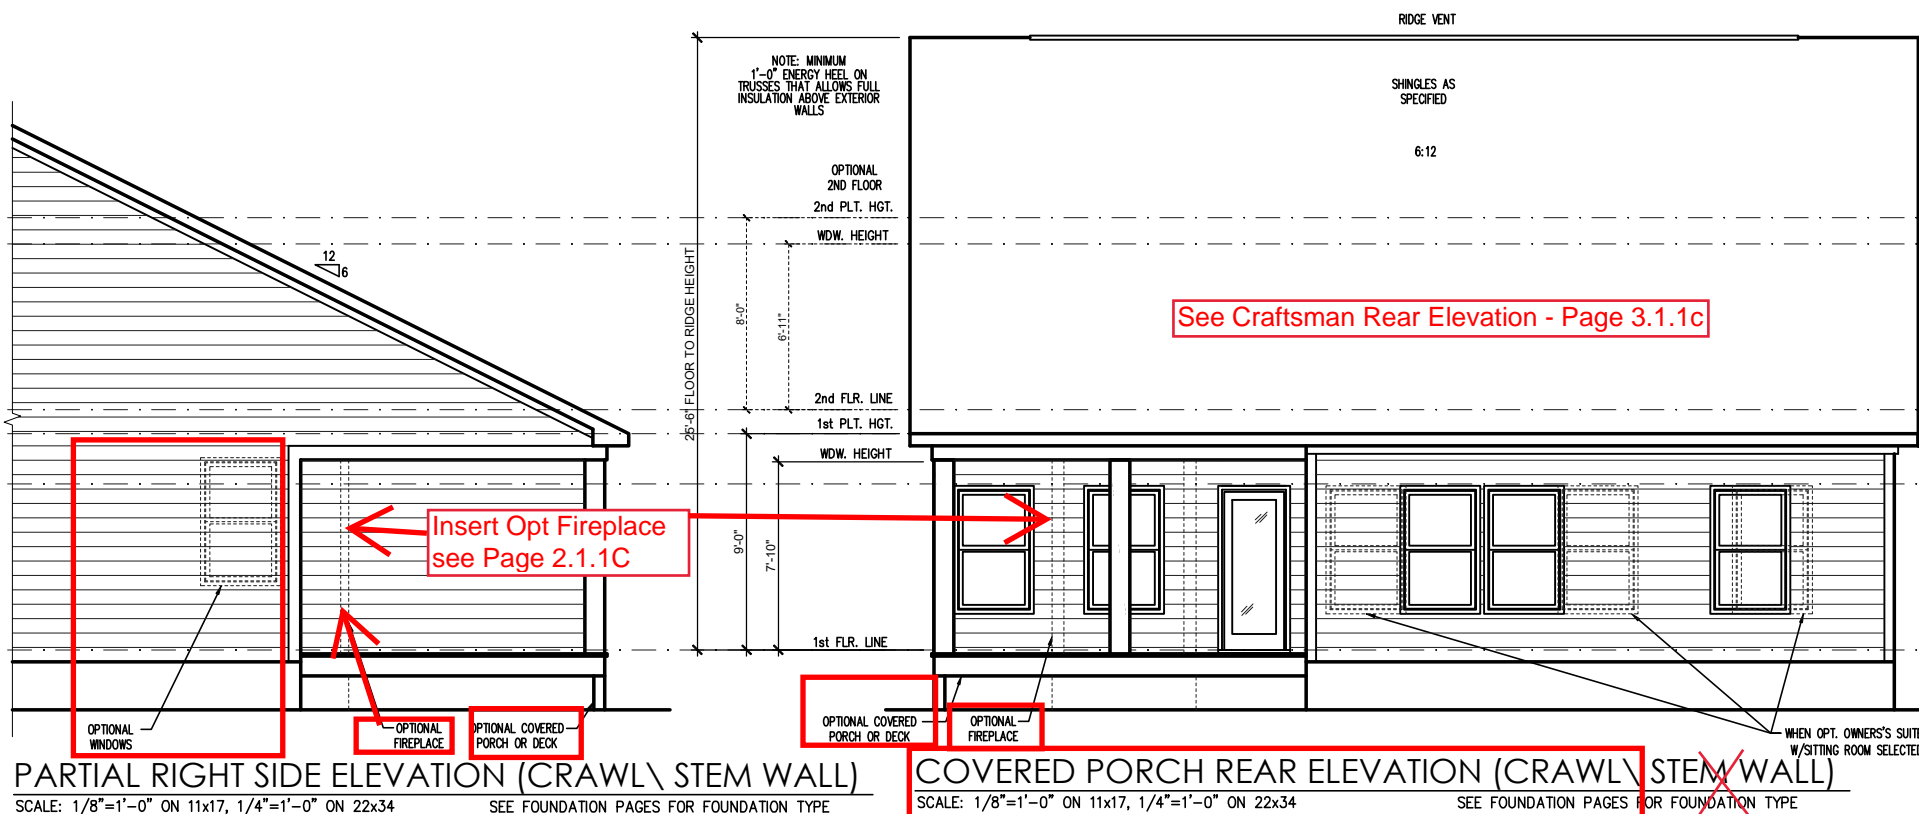 RIDGE VENT
NOTE: MINIMUM
1'-0" ENERGY HEEL ON
TRUSSES THAT ALLOWS FULL
INSULATION ABOVE EXTERIOR
WALLS
SHINGLES AS
SPECIFIED
6:12
OPTIONAL
2ND FLOOR
2nd PLT. HGT.
WDW. HEIGHT
12
6
25'-6" FLOOR TO RIDGE HEIGHT
8'-0"
6'-11"
See Craftsman Rear Elevation - Page 3.1.1c
2nd FLR. LINE
1st PLT. HGT.
WDW. HEIGHT
Insert Opt Fireplace
see Page 2.1.1C
9'-0"
7'-10"
1st FLR. LINE
OPTIONAL
WINDOWS
OPTIONAL
FIREPLACE
OPTIONAL COVERED
PORCH OR DECK
OPTIONAL COVERED
PORCH OR DECK
OPTIONAL
FIREPLACE
WHEN OPT. OWNERS'S SUITE
W/SITTING ROOM SELECTED
PARTIAL RIGHT SIDE ELEVATION (CRAWL\ STEM WALL)
SCALE: 1/8"=1'-0" ON 11x17, 1/4"=1'-0" ON 22x34 SEE FOUNDATION PAGES FOR FOUNDATION TYPE
COVERED PORCH REAR ELEVATION (CRAWL\ STEM WALL)
SCALE: 1/8"=1'-0" ON 11x17, 1/4"=1'-0" ON 22x34 SEE FOUNDATION PAGES FOR FOUNDATION TYPE